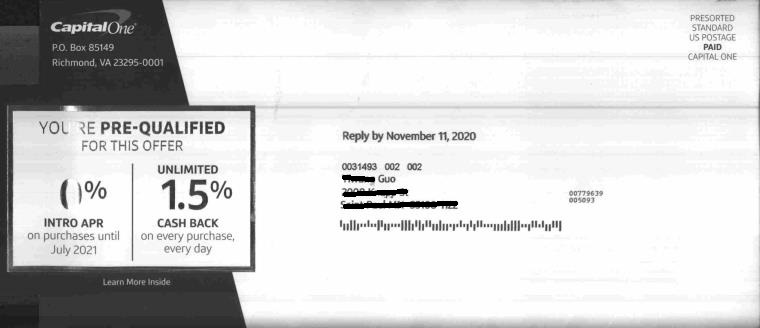 CapitalOne
P.O. Box 85149
Richmond, VA 23295-0001
PRESORTED
STANDARD
US POSTAGE
PAID
CAPITAL ONE
YOU'RE PRE-QUALIFIED
FOR THIS OFFER
0%
INTRO APR
on purchases until
July 2021
UNLIMITED
1.5%
CASH BACK
on every purchase,
every day
Learn More Inside
Reply by November 11, 2020
0031493 002 002
Guo
00779639
005093